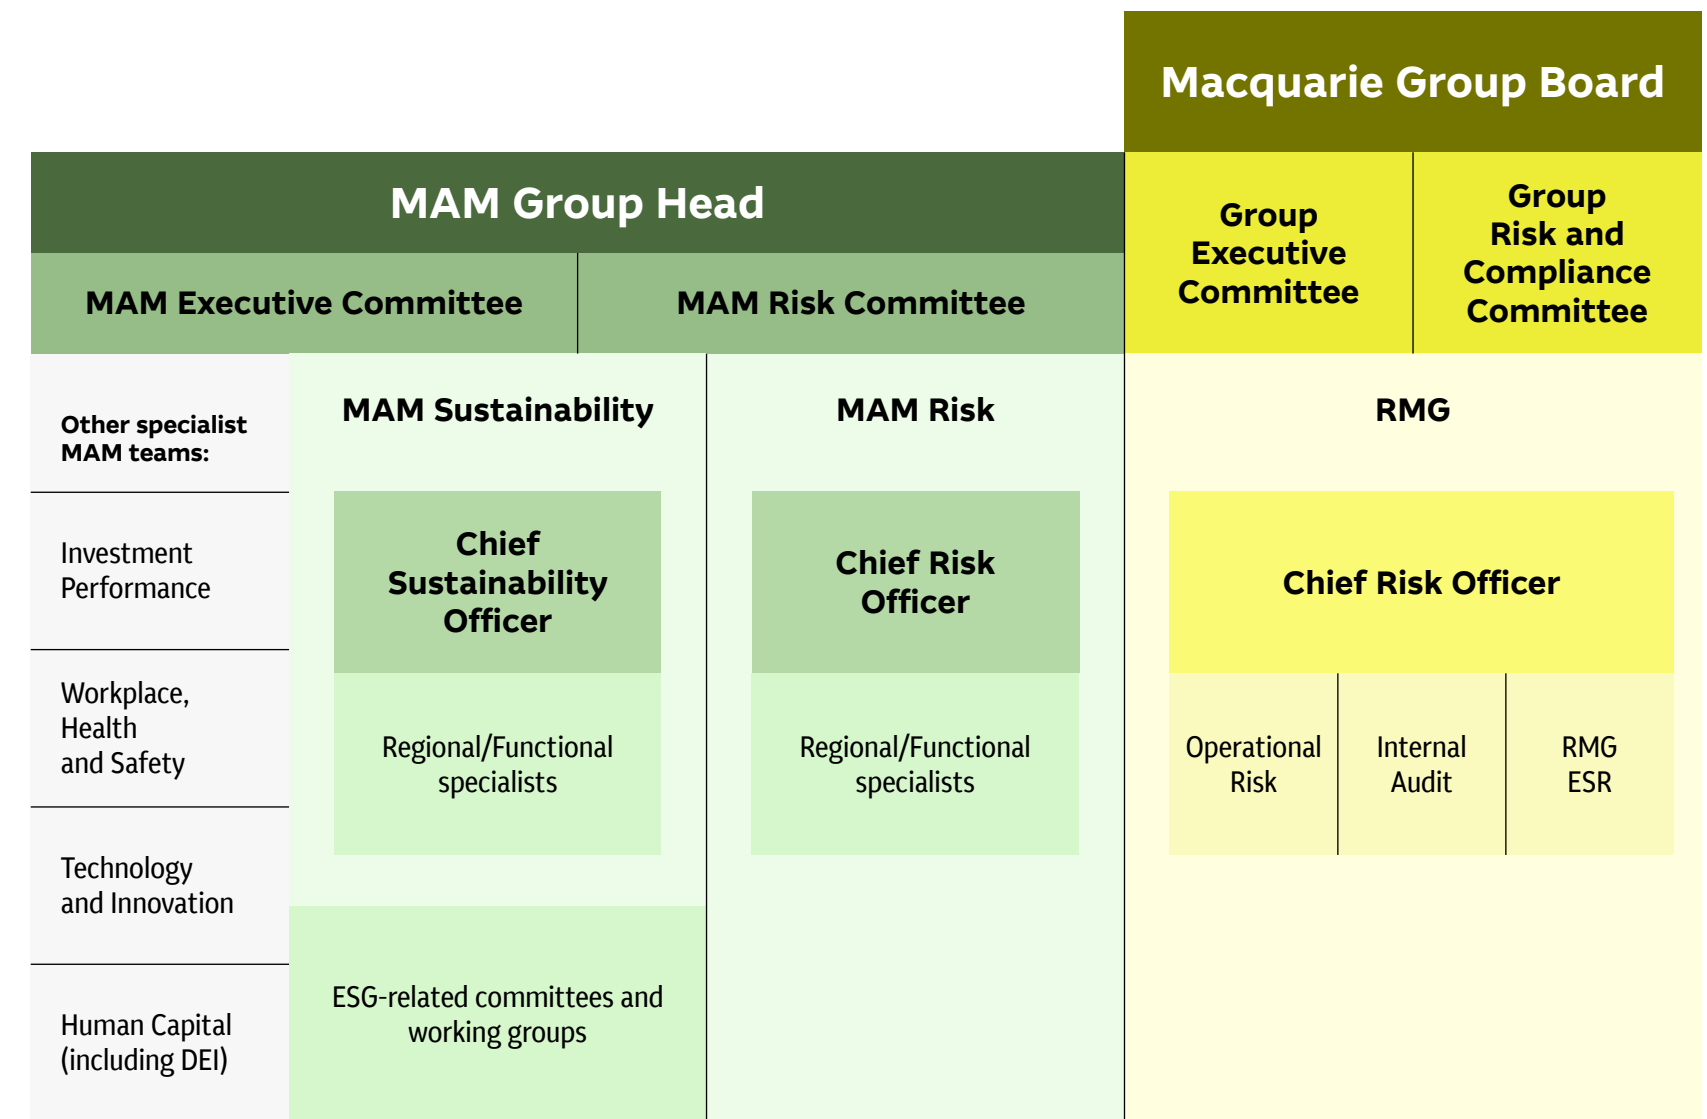 Macquarie Group Board
MAM Group Head
Group
Executive
Committee
Group
Risk and
Compliance
Committee
MAM Executive Committee
MAM Risk Committee
Other specialist
MAM teams:
Investment
Performance
Workplace,
Health
and Safety
Technology
and Innovation
Human Capital
(including DEI)
MAM Sustainability
Chief
Sustainability
Officer
Regional/Functional
specialists
ESG-related committees and
working groups
MAM Risk
Chief Risk
Officer
Regional/Functional
specialists
RMG
Chief Risk Officer
Operational
Risk
Internal
Audit
RMG
ESR